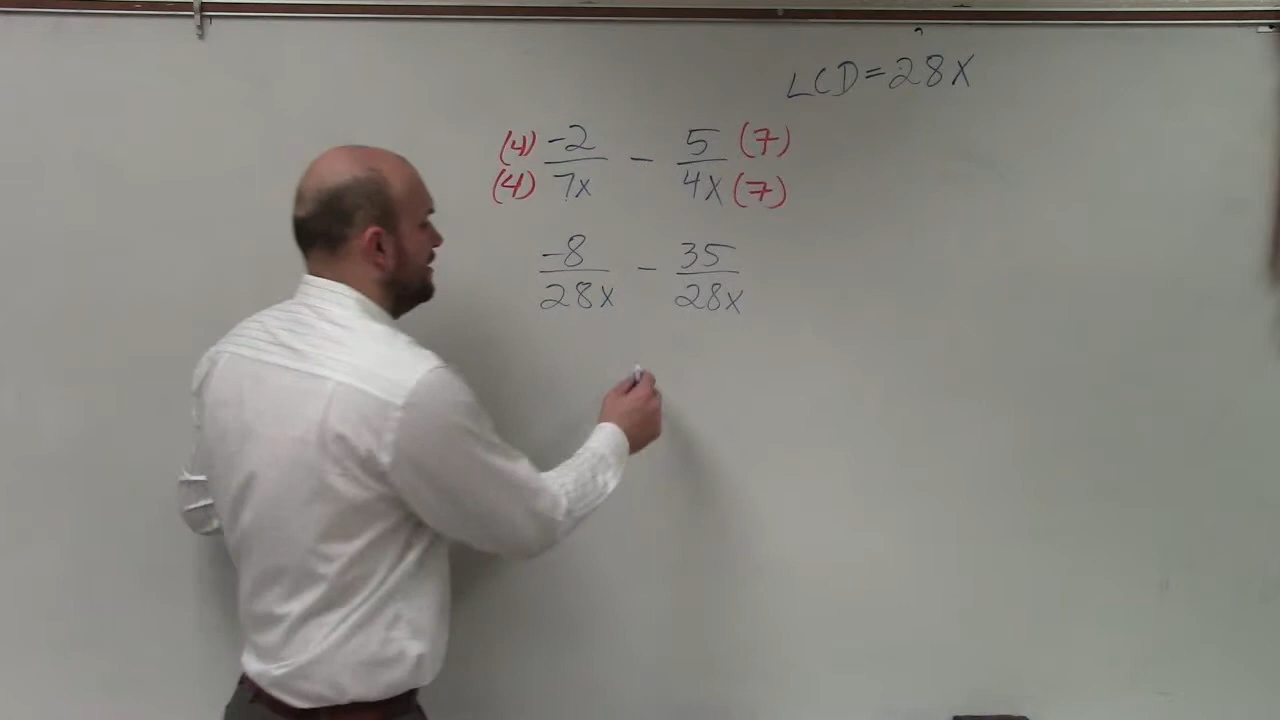 LCD=28x
(4) -2 - 5 (7)
(4) 7x 4x (7)
-8 - 35
28x 28x